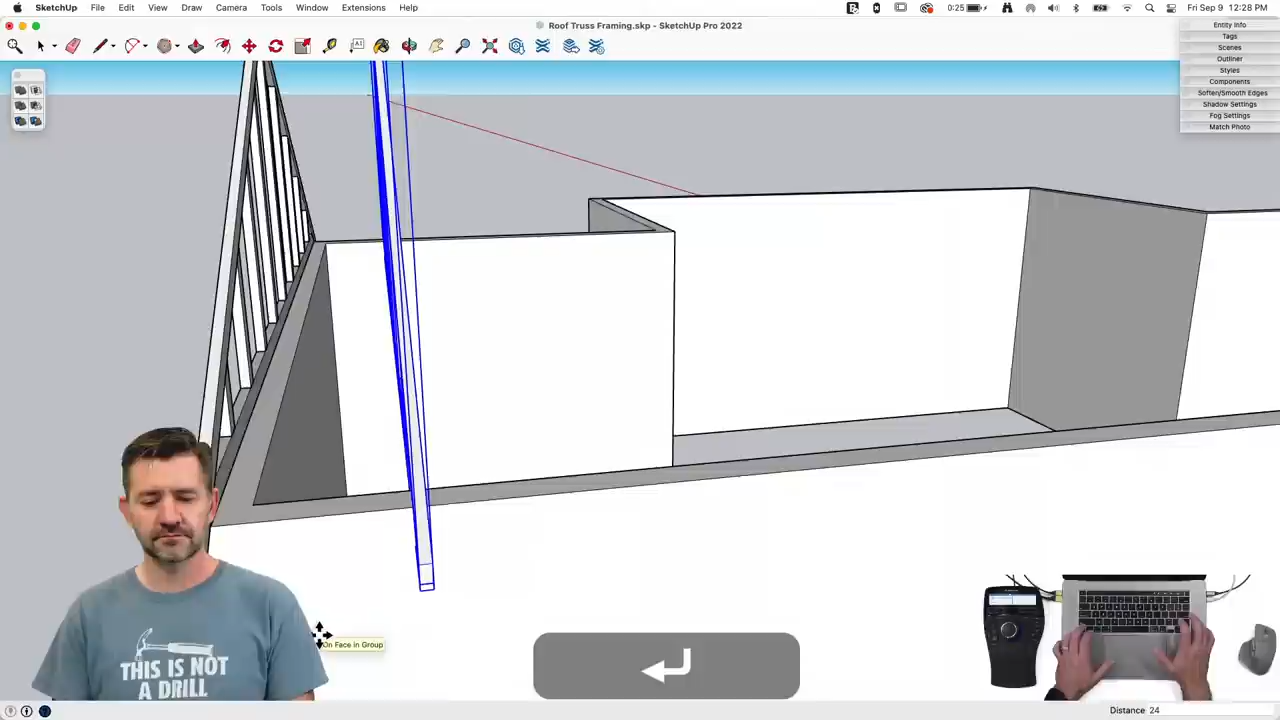 SketchUp File Edit View Draw Camera Tools Window Extensions Help
0:25
Fri Sep 9 12:28 PM
Roof Truss Framing.skp - SketchUp Pro 2022
Entity Info
Tags
Scenes
Outliner
Styles
Components
Soften/Smooth Edges
Shadow Settings
Fog Settings
Match Photo
On Face in Group
THIS IS NOT
A DRILL
Distance 24